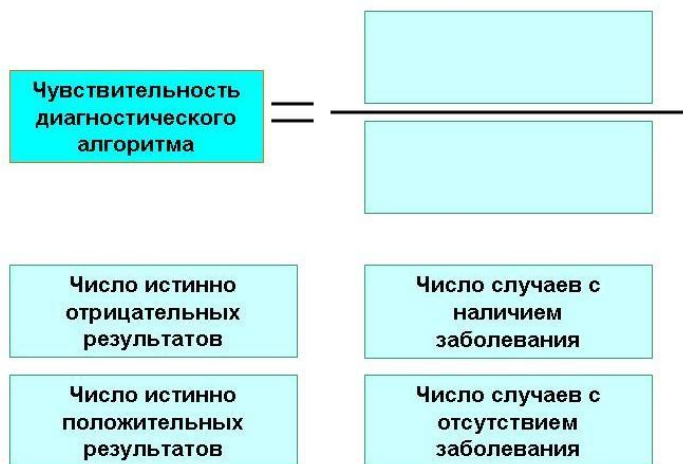 Чувствительность
диагностического
алгоритма
Число истинно
отрицательных
результатов
Число случаев с
наличием
заболевания
Число истинно
положительных
результатов
Число случаев с
отсутствием
заболевания